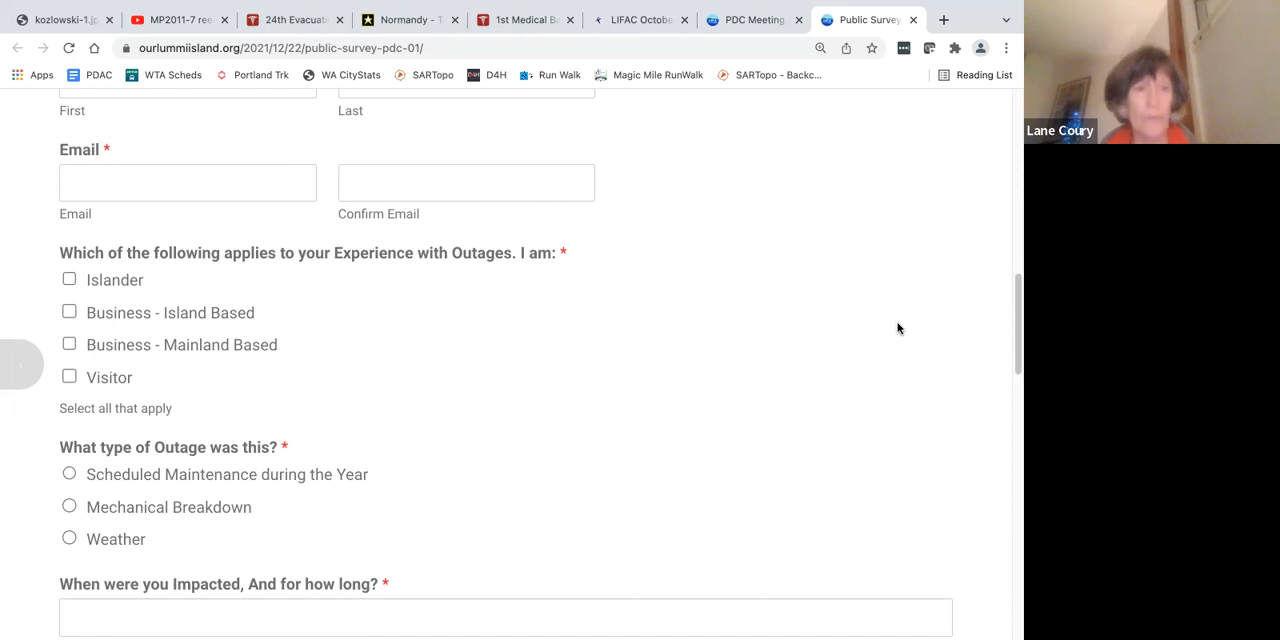 kozlowski-1.jp
MP2011-7 ree
24th Evacuati
Normandy - T
1st Medical Ba
LIFAC Octobe
PDC Meeting
Public Survey
ourlummiisland.org/2021/12/22/public-survey-pdc-01/
Apps
PDAC
WTA Scheds
Portland Trk
WA CityStats
SARTopo
D4H
Run Walk
Magic Mile RunWalk
SARTopo - Backc...
Reading List
Lane Coury
First
Last
Email *
Email
Confirm Email
Which of the following applies to your Experience with Outages. I am: *
Islander
Business - Island Based
Business - Mainland Based
Visitor
Select all that apply
What type of Outage was this? *
Scheduled Maintenance during the Year
Mechanical Breakdown
Weather
When were you Impacted, And for how long? *